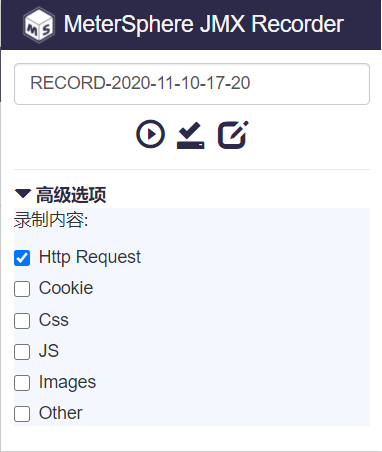 MS
MeterSphere JMX Recorder
RECORD-2020-11-10-17-20
高级选项
录制内容:
Http Request
Cookie
Css
JS
Images
Other